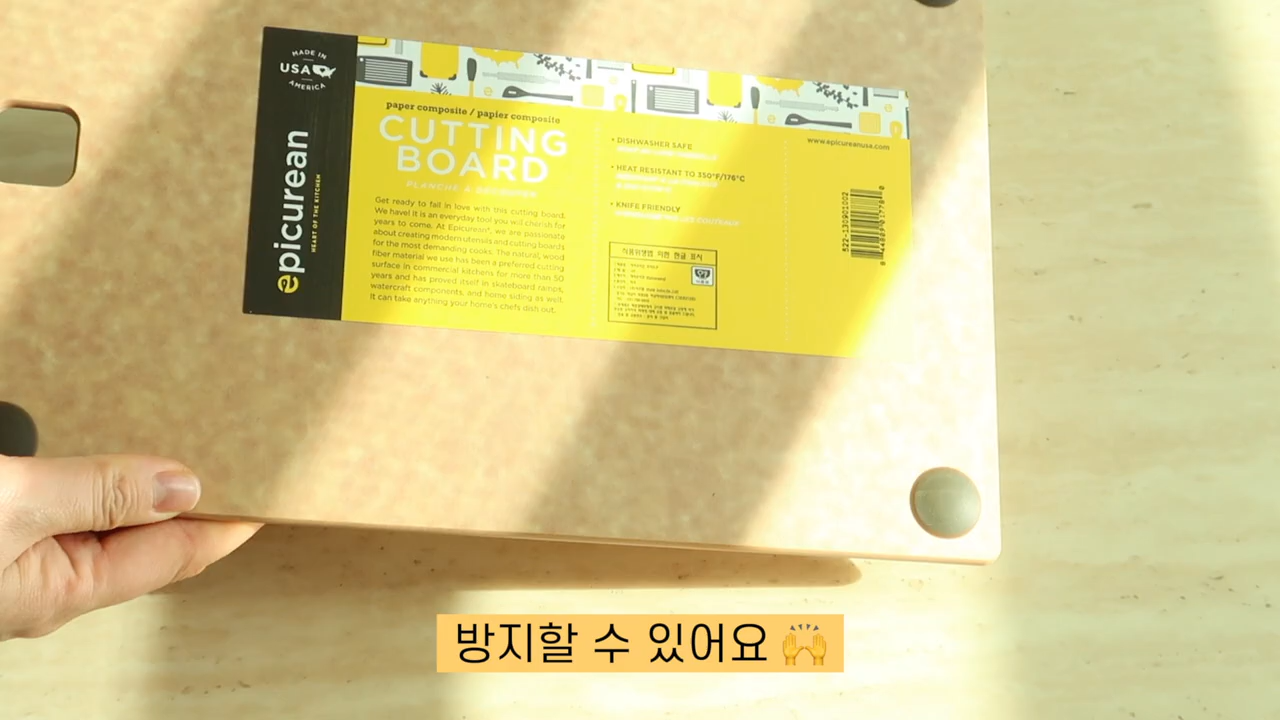 MADE IN
USA
AMERICA
epicurean
HEART OF THE KITCHEN
paper composite / papier composite
CUTTING
BOARD
PLANCHE À DÉCOUPER
Get ready to fall in love with this cutting board.
We have! It is an everyday tool you will cherish for
years to come. At Epicurean®, we are passionate
about creating modern utensils and cutting boards
for the most demanding cooks. The natural, wood
fiber material we use has been a preferred cutting
surface in commercial kitchens for more than 50
years and has proved itself in skateboard ramps,
watercraft components, and home siding as well.
It can take anything your home's chefs dish out.
• DISHWASHER SAFE
• HEAT RESISTANT TO 350°F/176°C
• KNIFE FRIENDLY
식품위생법 의한 한글 표시
www.epicureanusa.com
522-130901002
방지할 수 있어요 🙌